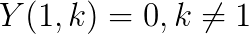 Y(1,k) = 0, k ≠ 1